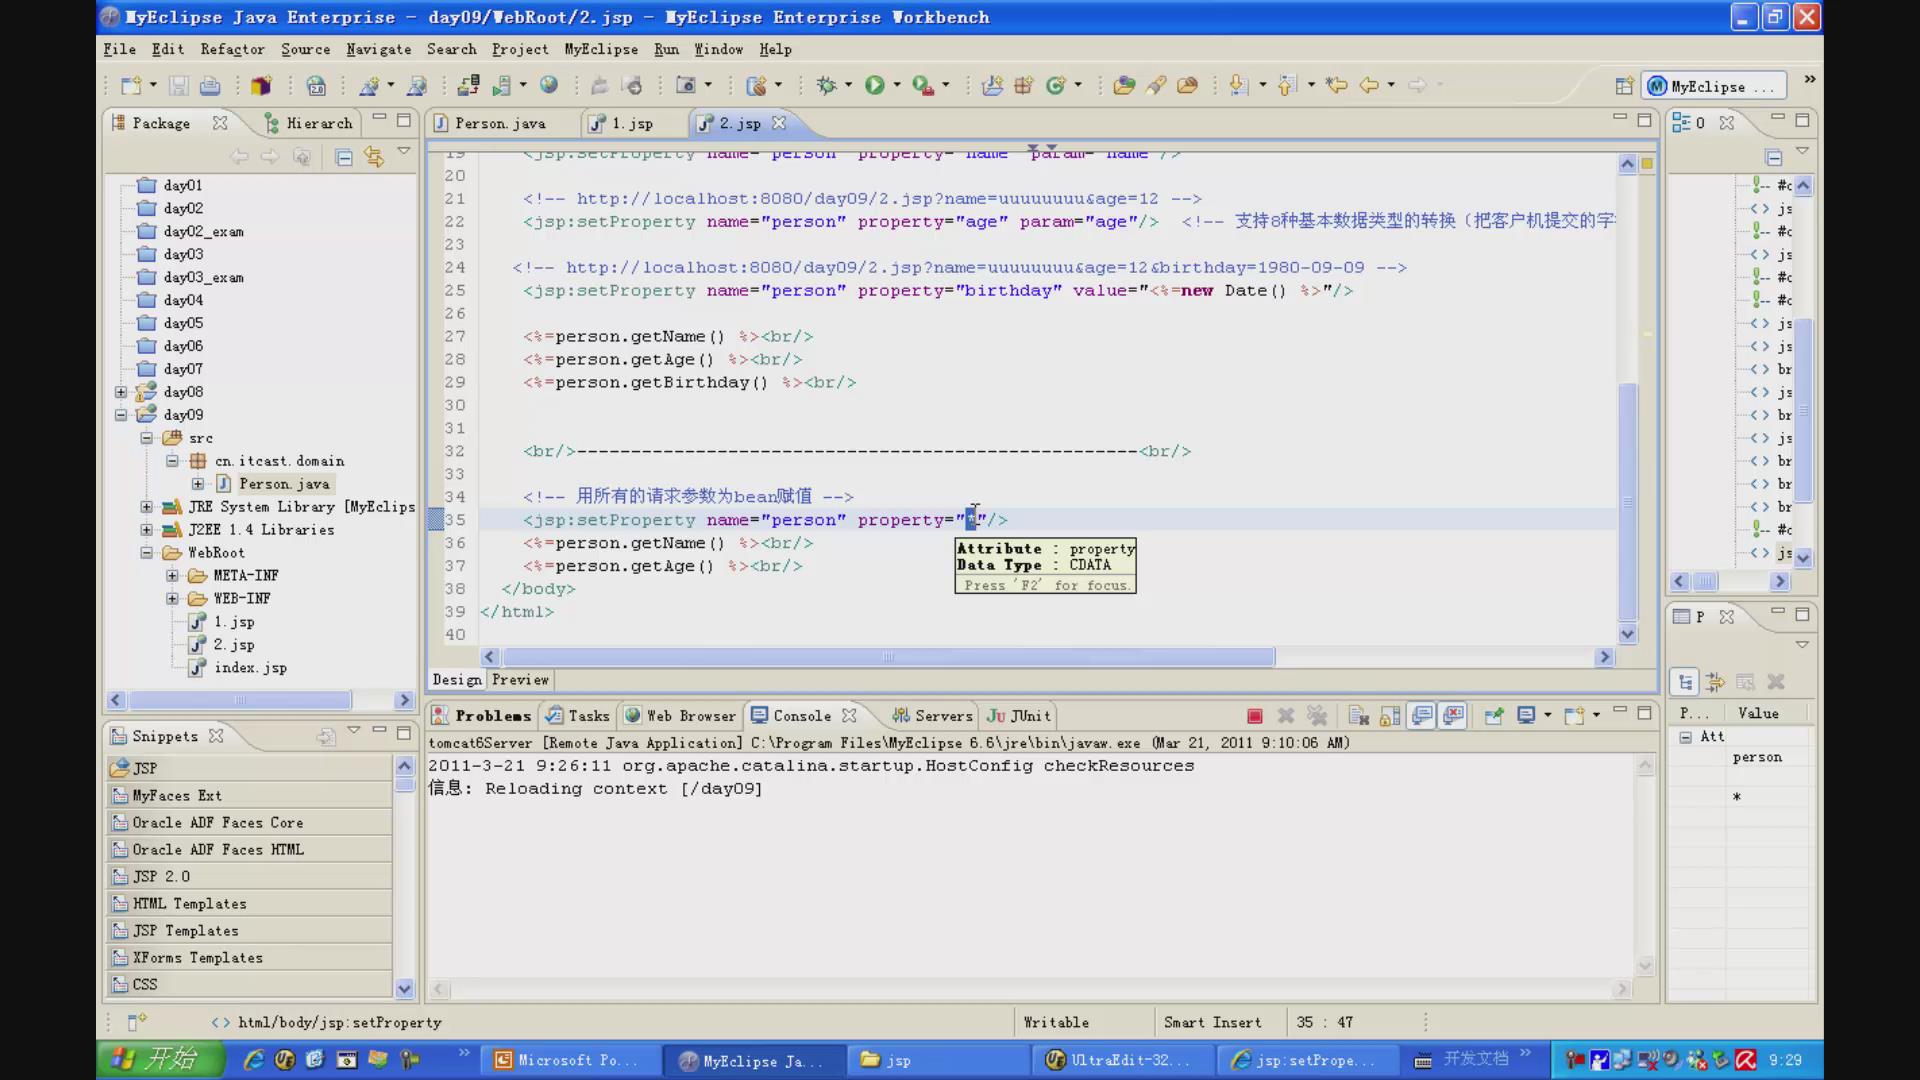 MyEclipse Java Enterprise - day09/WebRoot/2.jsp - MyEclipse Enterprise Workbench
File Edit Refactor Source Navigate Search Project MyEclipse Run Window Help
MyEclipse ...
Package
Hierarch
Person.java
1.jsp
2.jsp
O
day01
day02
day02_exam
day03
day03_exam
day04
day05
day06
day07
day08
day09
src
cn.itcast.domain
Person.java
JRE System Library [MyEclips
J2EE 1.4 Libraries
WebRoot
META-INF
WEB-INF
1.jsp
2.jsp
index.jsp
19 <jsp:setProperty name="person" property="name" param="name"/>
20
21 <!-- http://localhost:8080/day09/2.jsp?name=uuuuuuuu&age=12 -->
22 <jsp:setProperty name="person" property="age" param="age"/> <!-- 支持8种基本数据类型的转换（把客户机提交的字
23
24 <!-- http://localhost:8080/day09/2.jsp?name=uuuuuuuu&age=12&birthday=1980-09-09 -->
25 <jsp:setProperty name="person" property="birthday" value="<%=new Date() %>"/>
26
27 <%=person.getName() %><br/>
28 <%=person.getAge() %><br/>
29 <%=person.getBirthday() %><br/>
30
31
32 <br/>----------------------------------------------------<br/>
33
34 <!-- 用所有的请求参数为bean赋值 -->
35 <jsp:setProperty name="person" property="*"/>
36 <%=person.getName() %><br/>
37 <%=person.getAge() %><br/>
38 </body>
39 </html>
40
Attribute : property
Data Type : CDATA
Press 'F2' for focus.
Design Preview
#c
js
#c
js
#c
#c
js
js
br
js
br
js
br
br
#c
js
P
P... Value
Att
person
*
Snippets
JSP
MyFaces Ext
Oracle ADF Faces Core
Oracle ADF Faces HTML
JSP 2.0
HTML Templates
JSP Templates
XForms Templates
CSS
Problems Tasks Web Browser Console Servers JUnit
tomcat6Server [Remote Java Application] C:\Program Files\MyEclipse 6.6\jre\bin\javaw.exe (Mar 21, 2011 9:10:06 AM)
2011-3-21 9:26:11 org.apache.catalina.startup.HostConfig checkResources
信息: Reloading context [/day09]
html/body/jsp:setProperty
Writable
Smart Insert
35 : 47
开始
Microsoft Po...
MyEclipse Ja...
jsp
UltraEdit-32...
jsp:setPrope...
开发文档
9:29